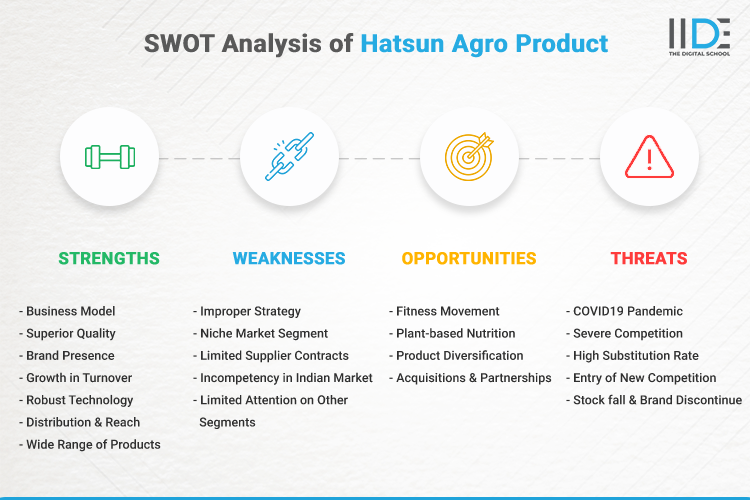 SWOT Analysis of Hatsun Agro Product
IIDE
THE DIGITAL SCHOOL
STRENGTHS
- Business Model
- Superior Quality
- Brand Presence
- Growth in Turnover
- Robust Technology
- Distribution & Reach
- Wide Range of Products
WEAKNESSES
- Improper Strategy
- Niche Market Segment
- Limited Supplier Contracts
- Incompetency in Indian Market
- Limited Attention on Other
Segments
OPPORTUNITIES
- Fitness Movement
- Plant-based Nutrition
- Product Diversification
- Acquisitions & Partnerships
THREATS
- COVID19 Pandemic
- Severe Competition
- High Substitution Rate
- Entry of New Competition
- Stock fall & Brand Discontinue